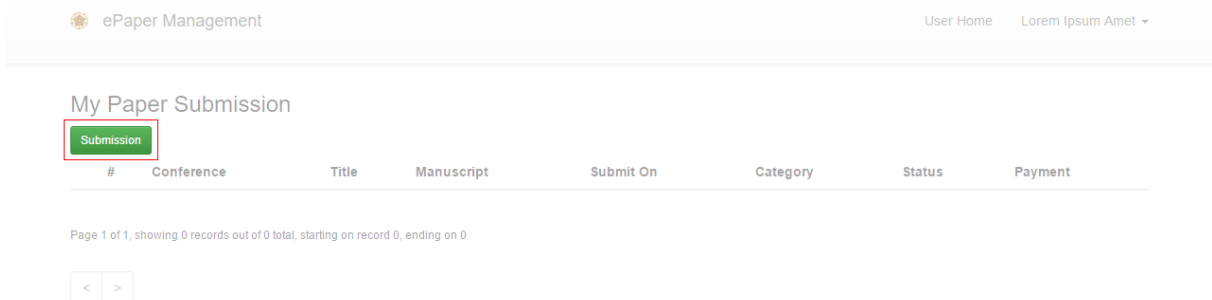 ePaper Management User Home Lorem Ipsum Amet
My Paper Submission
Submission
# Conference Title Manuscript Submit On Category Status Payment
Page 1 of 1, showing 0 records out of 0 total, starting on record 0, ending on 0
< >